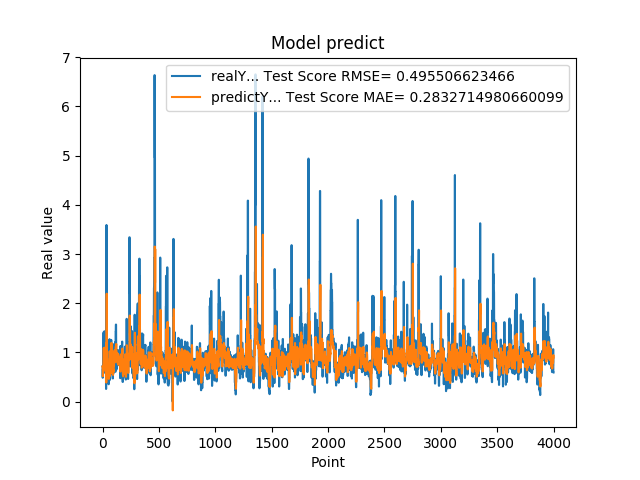 Model predict
realY... Test Score RMSE= 0.495506623466
predictY... Test Score MAE= 0.2832714980660099
Real value
7
6
5
4
3
2
1
0
0 500 1000 1500 2000 2500 3000 3500 4000
Point